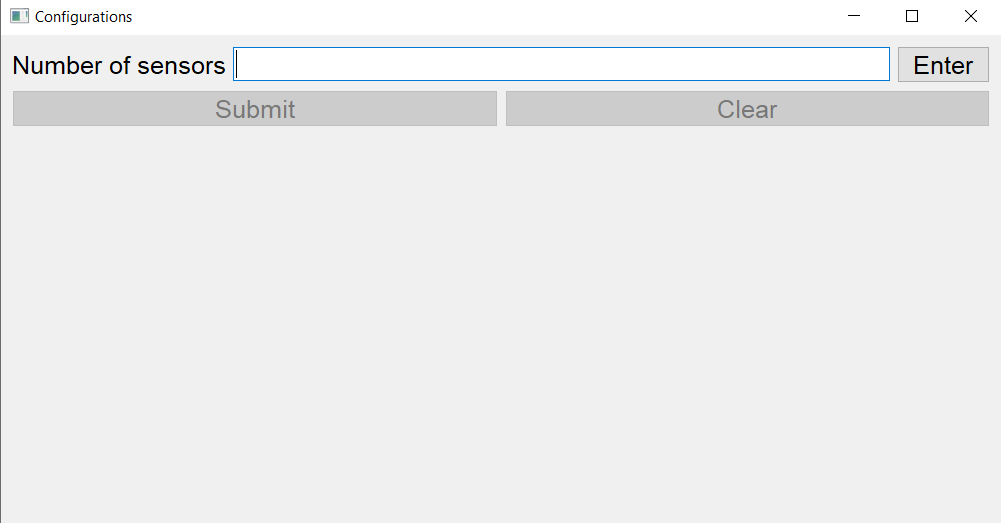 Configurations
Number of sensors Enter
Submit Clear